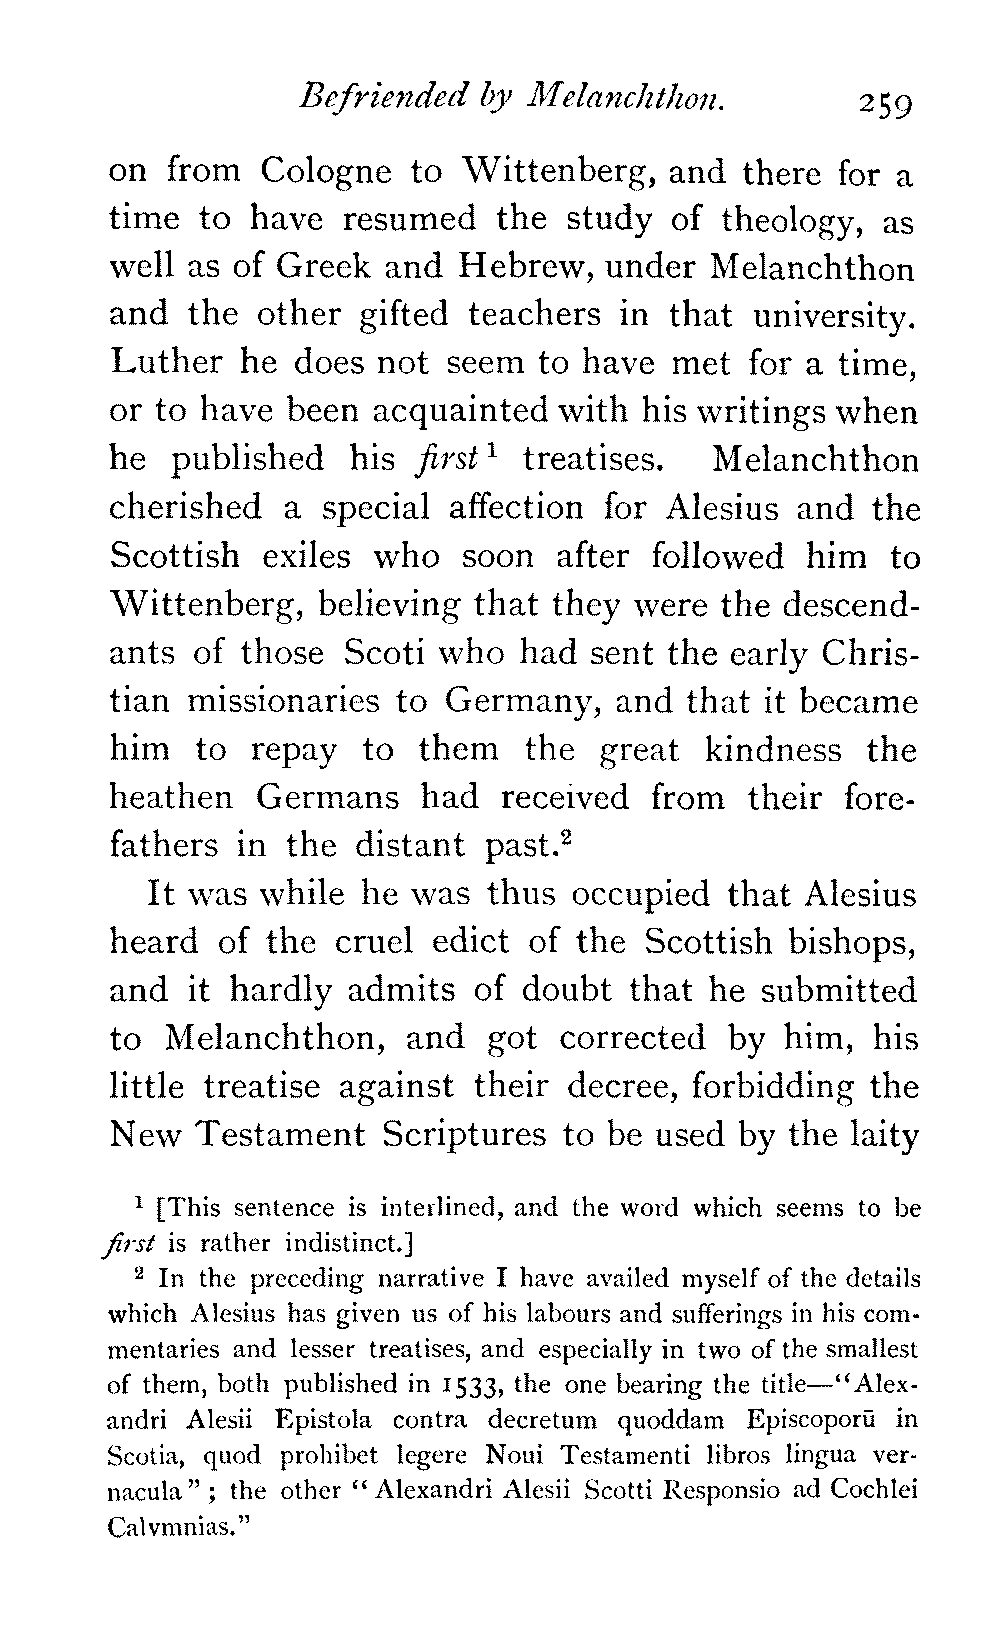 Befriended by Melanchthon. 259
on from Cologne to Wittenberg, and there for a
time to have resumed the study of theology, as
well as of Greek and Hebrew, under Melanchthon
and the other gifted teachers in that university.
Luther he does not seem to have met for a time,
or to have been acquainted with his writings when
he published his first ¹ treatises. Melanchthon
cherished a special affection for Alesius and the
Scottish exiles who soon after followed him to
Wittenberg, believing that they were the descend-
ants of those Scoti who had sent the early Chris-
tian missionaries to Germany, and that it became
him to repay to them the great kindness the
heathen Germans had received from their fore-
fathers in the distant past.²
It was while he was thus occupied that Alesius
heard of the cruel edict of the Scottish bishops,
and it hardly admits of doubt that he submitted
to Melanchthon, and got corrected by him, his
little treatise against their decree, forbidding the
New Testament Scriptures to be used by the laity
¹ [This sentence is interlined, and the word which seems to be
first is rather indistinct.]
² In the preceding narrative I have availed myself of the details
which Alesius has given us of his labours and sufferings in his com-
mentaries and lesser treatises, and especially in two of the smallest
of them, both published in 1533, the one bearing the title—"Alex-
andri Alesii Epistola contra decretum quoddam Episcoporū in
Scotia, quod prohibet legere Noui Testamenti libros lingua ver-
nacula" ; the other "Alexandri Alesii Scotti Responsio ad Cochlei
Calvmnias."